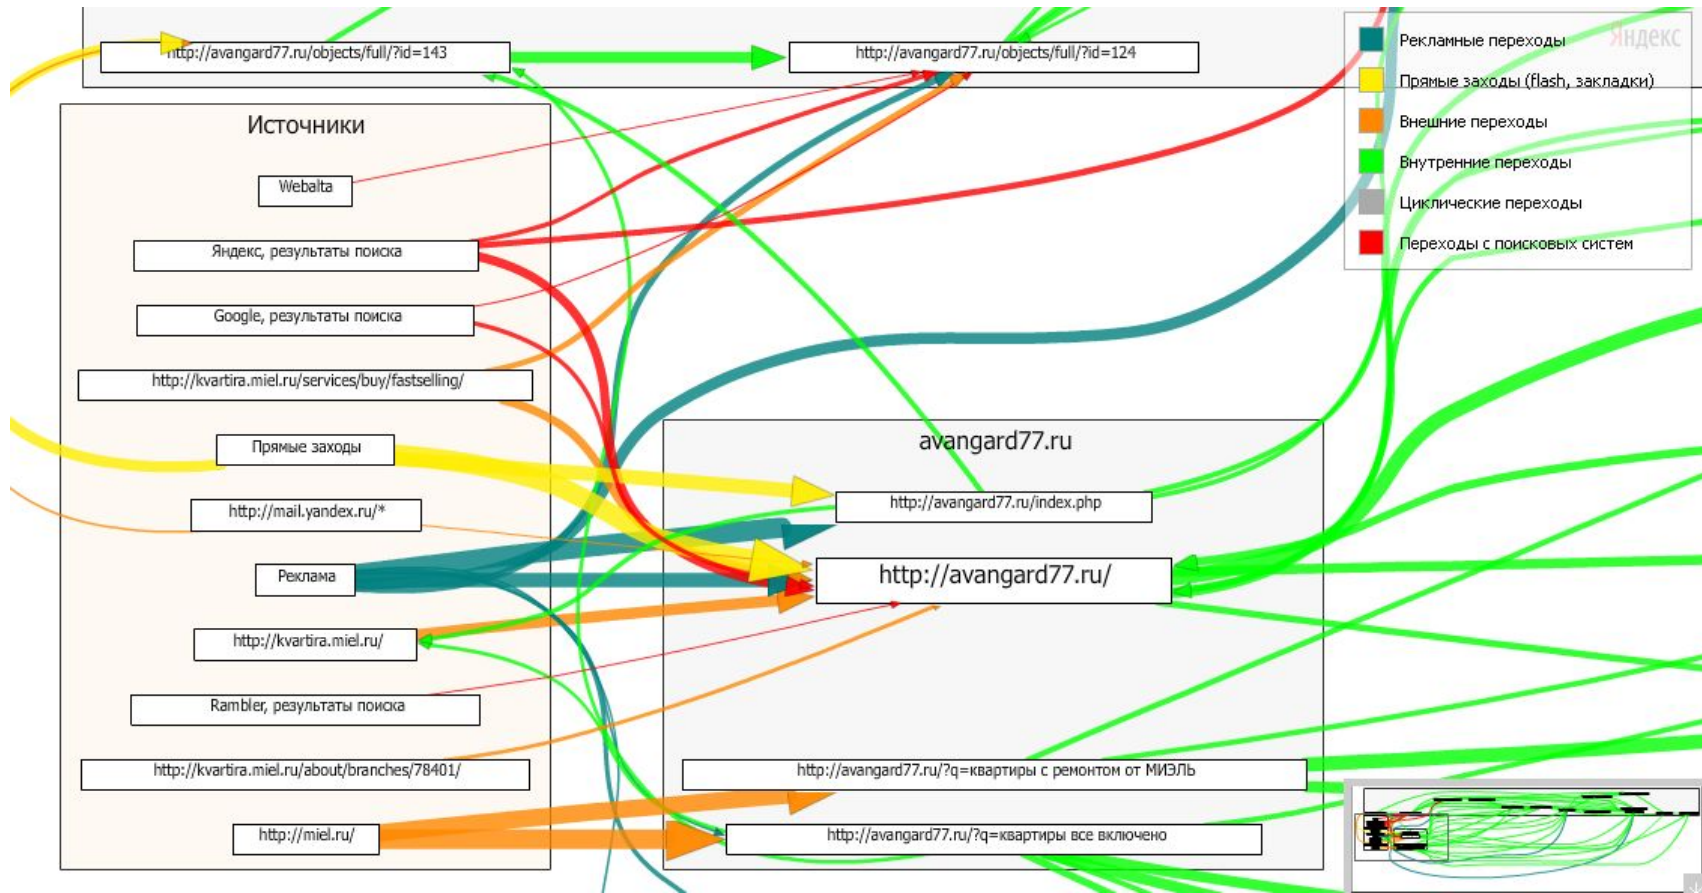 http://avangard77.ru/objects/full/?id=143
http://avangard77.ru/objects/full/?id=124
Яндекс
Рекламные переходы
Прямые заходы (flash, закладки)
Внешние переходы
Внутренние переходы
Циклические переходы
Переходы с поисковых систем
Источники
Webalta
Яндекс, результаты поиска
Google, результаты поиска
http://kvartira.miel.ru/services/buy/fastselling/
Прямые заходы
http://mail.yandex.ru/*
Реклама
http://kvartira.miel.ru/
Rambler, результаты поиска
http://kvartira.miel.ru/about/branches/78401/
http://miel.ru/
avangard77.ru
http://avangard77.ru/index.php
http://avangard77.ru/
http://avangard77.ru/?q=квартиры с ремонтом от МИЭЛЬ
http://avangard77.ru/?q=квартиры все включено